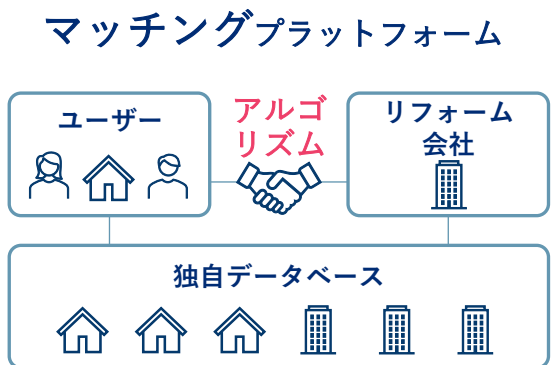 マッチングプラットフォーム
ユーザー
アルゴ
リズム
リフォーム
会社
独自データベース